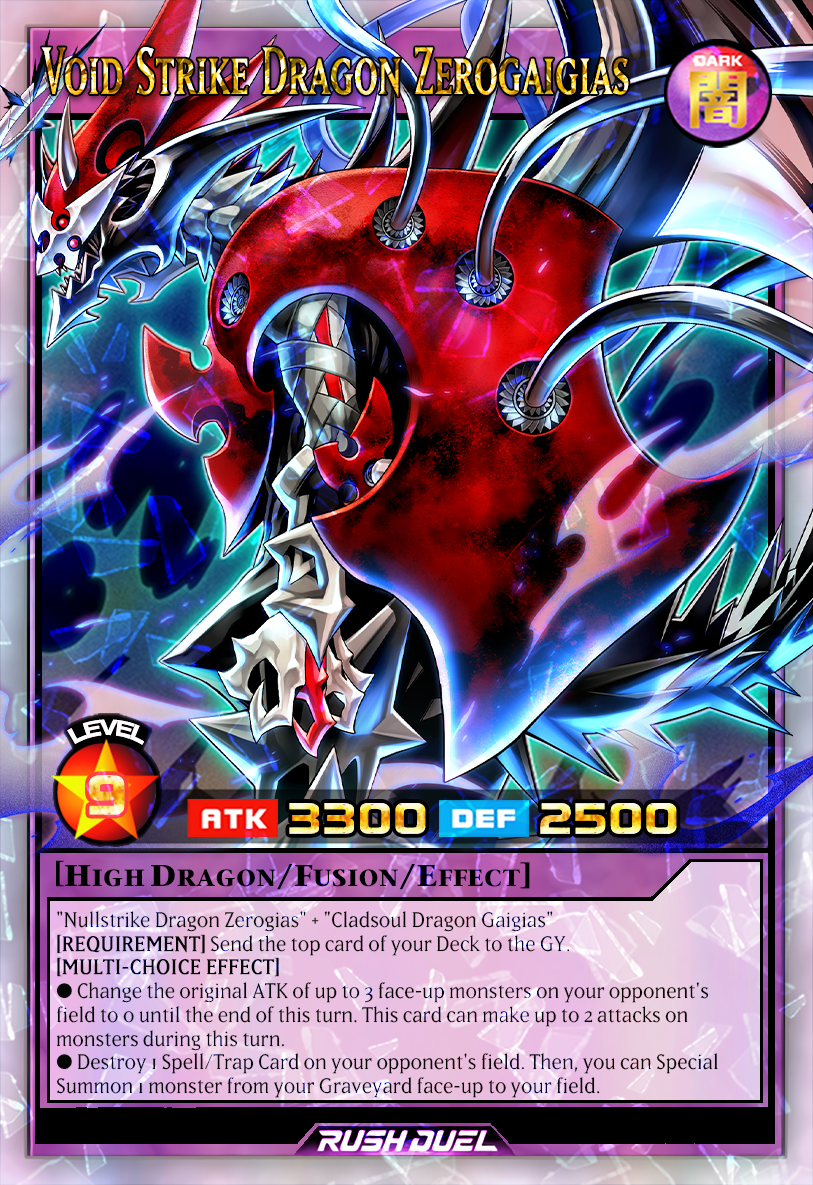 Void Strike Dragon Zerogaigias
DARK
闇
LEVEL
9
ATK 3300 DEF 2500
[High Dragon/Fusion/Effect]
"Nullstrike Dragon Zerogias" + "Cladsoul Dragon Gaigias"
[REQUIREMENT] Send the top card of your Deck to the GY.
[MULTI-CHOICE EFFECT]
● Change the original ATK of up to 3 face-up monsters on your opponent's
field to 0 until the end of this turn. This card can make up to 2 attacks on
monsters during this turn.
● Destroy 1 Spell/Trap Card on your opponent's field. Then, you can Special
Summon 1 monster from your Graveyard face-up to your field.
RUSH DUEL